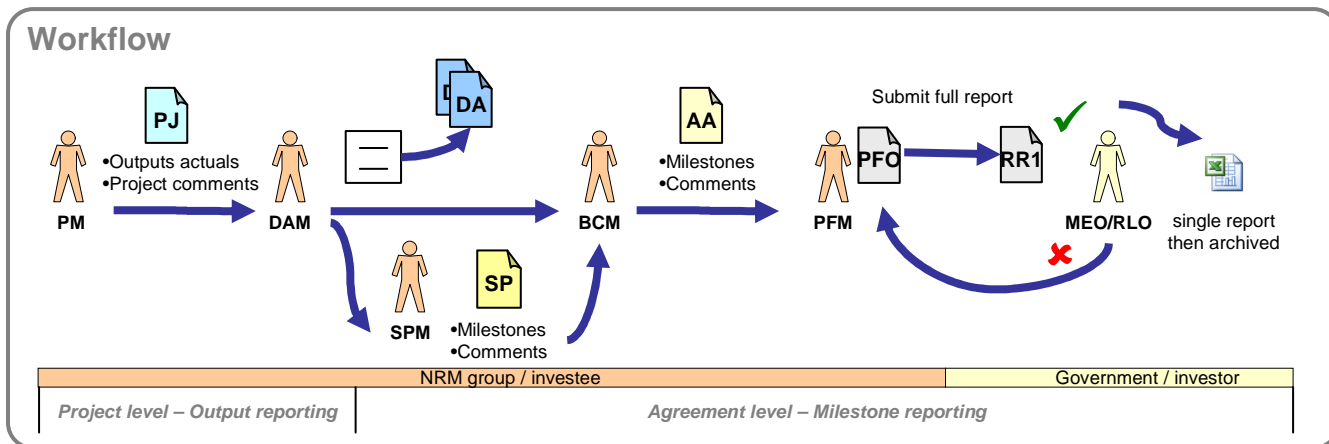 Workflow
PJ
•Outputs actuals
•Project comments
PM
DAM
D
DA
SPM
SP
•Milestones
•Comments
BCM
AA
•Milestones
•Comments
PFM
PFO
Submit full report
RR1
MEO/RLO
single report
then archived
NRM group / investee
Government / investor
Project level – Output reporting
Agreement level – Milestone reporting